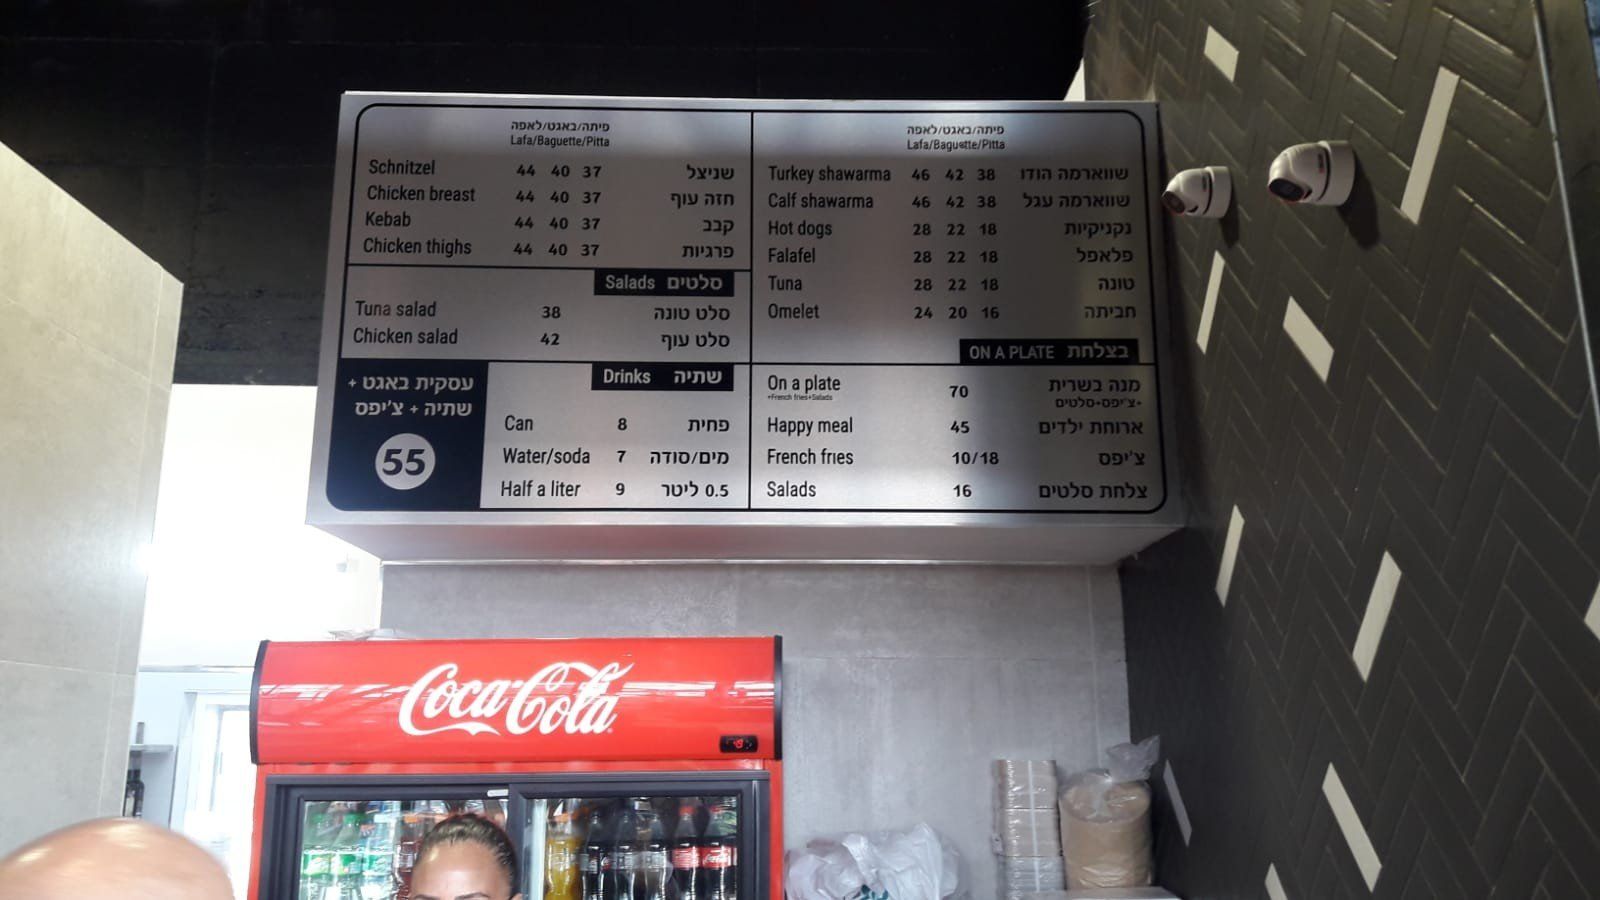 פיתה/באגט/לאפה
Lafa/Baguette/Pitta
Schnitzel 44 40 37 שניצל
Chicken breast 44 40 37 חזה עוף
Kebab 44 40 37 קבב
Chicken thighs 44 40 37 פרגיות
Salads סלטים
Tuna salad 38 סלט טונה
Chicken salad 42 סלט עוף
עסקית באגט +
שתיה + צ'יפס
55
Drinks שתיה
Can 8 פחית
Water/soda 7 מים/סודה
Half a liter 9 0.5 ליטר
פיתה/באגט/לאפה
Lafa/Baguette/Pitta
Turkey shawarma 46 42 38 שווארמה הודו
Calf shawarma 46 42 38 שווארמה עגל
Hot dogs 28 22 18 נקניקיות
Falafel 28 22 18 פלאפל
Tuna 28 22 18 טונה
Omelet 24 20 16 חביתה
ON A PLATE בצלחת
On a plate 70 מנה בשרית
+French fries+Salads +צ'יפס+סלטים
Happy meal 45 ארוחת ילדים
French fries 10/18 צ'יפס
Salads 16 צלחת סלטים
Coca-Cola